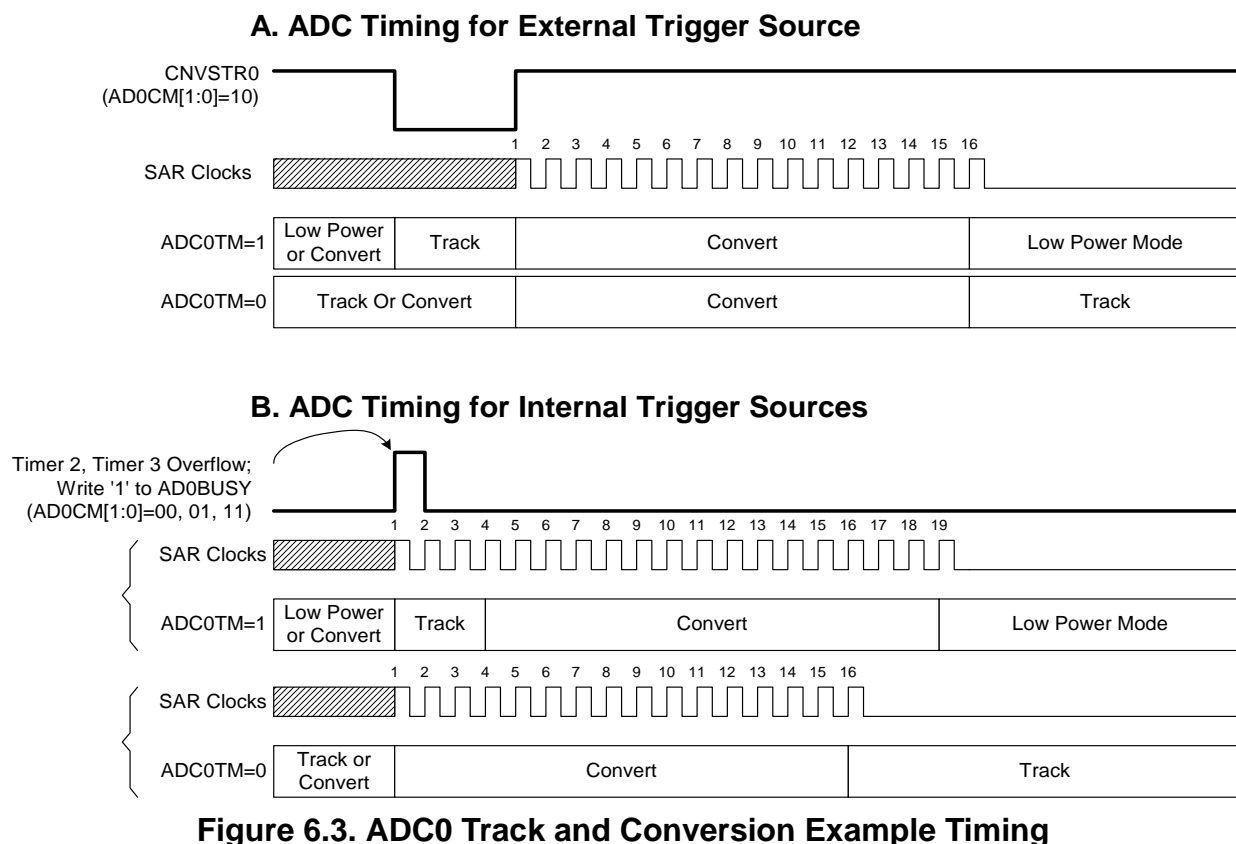 A. ADC Timing for External Trigger Source
CNVSTR0
(AD0CM[1:0]=10)
1 2 3 4 5 6 7 8 9 10 11 12 13 14 15 16
SAR Clocks
ADC0TM=1
Low Power
or Convert
Track
Convert
Low Power Mode
ADC0TM=0
Track Or Convert
Convert
Track
B. ADC Timing for Internal Trigger Sources
Timer 2, Timer 3 Overflow;
Write '1' to AD0BUSY
(AD0CM[1:0]=00, 01, 11)
1 2 3 4 5 6 7 8 9 10 11 12 13 14 15 16 17 18 19
SAR Clocks
ADC0TM=1
Low Power
or Convert
Track
Convert
Low Power Mode
1 2 3 4 5 6 7 8 9 10 11 12 13 14 15 16
SAR Clocks
ADC0TM=0
Track or
Convert
Convert
Track
Figure 6.3. ADC0 Track and Conversion Example Timing